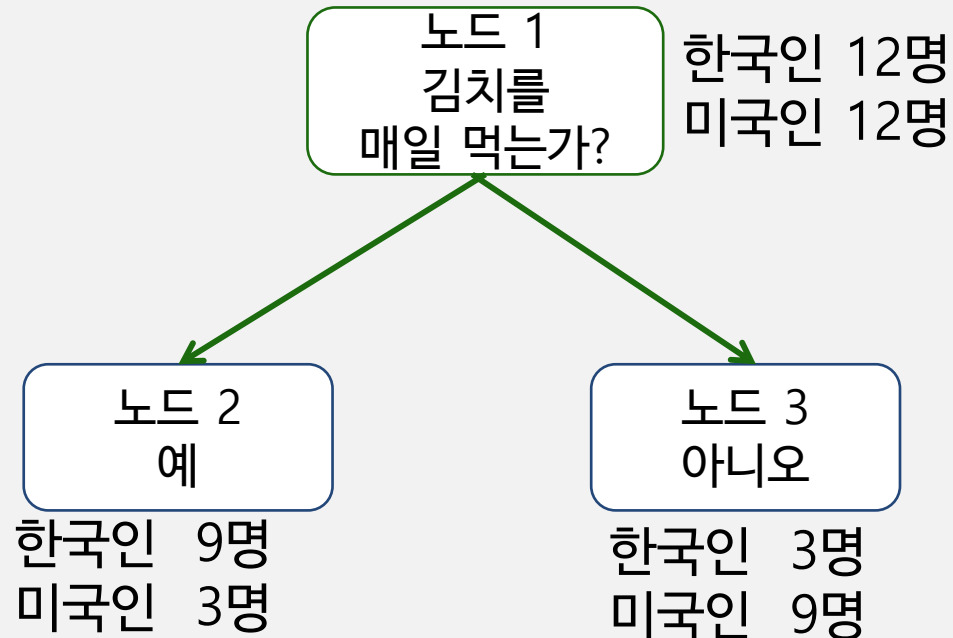 노드 1
김치를
매일 먹는가?
한국인 12명
미국인 12명
노드 2
예
한국인 9명
미국인 3명
노드 3
아니오
한국인 3명
미국인 9명